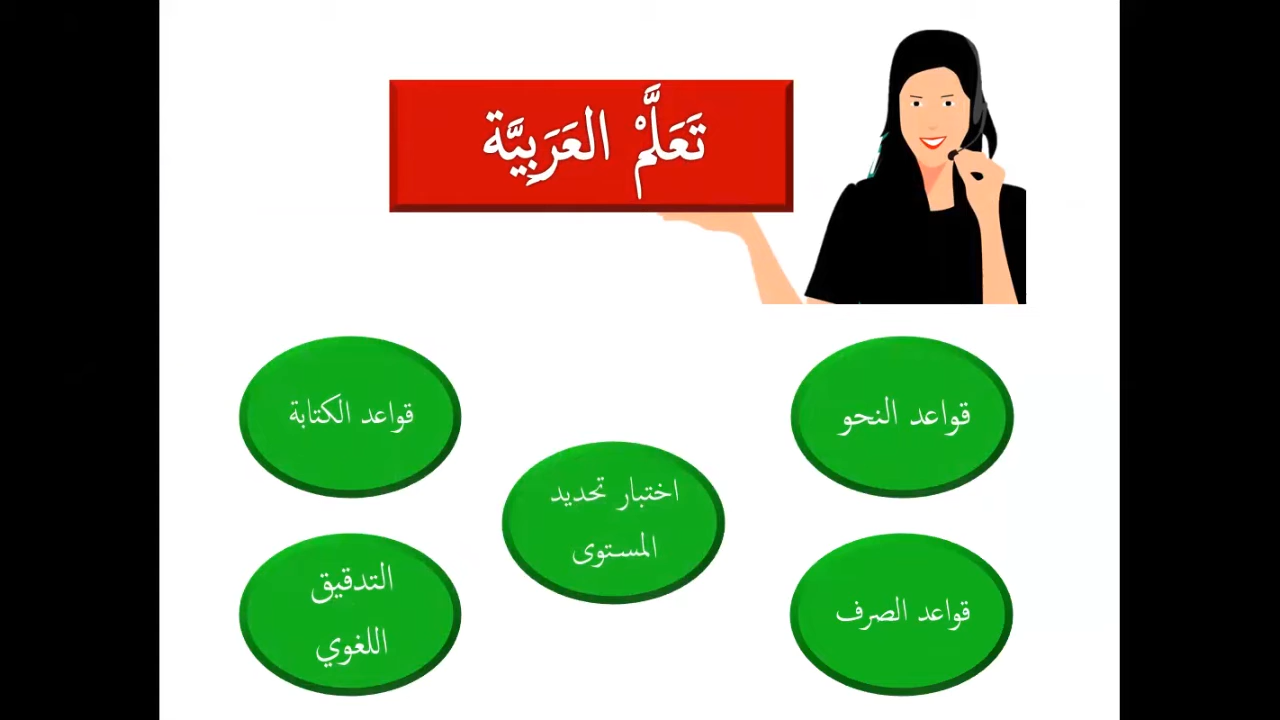 تَعَلَّمْ العَرَبِيَّة
قواعد النحو
قواعد الكتابة
اختبار تحديد
المستوى
قواعد الصرف
التدقيق
اللغوي